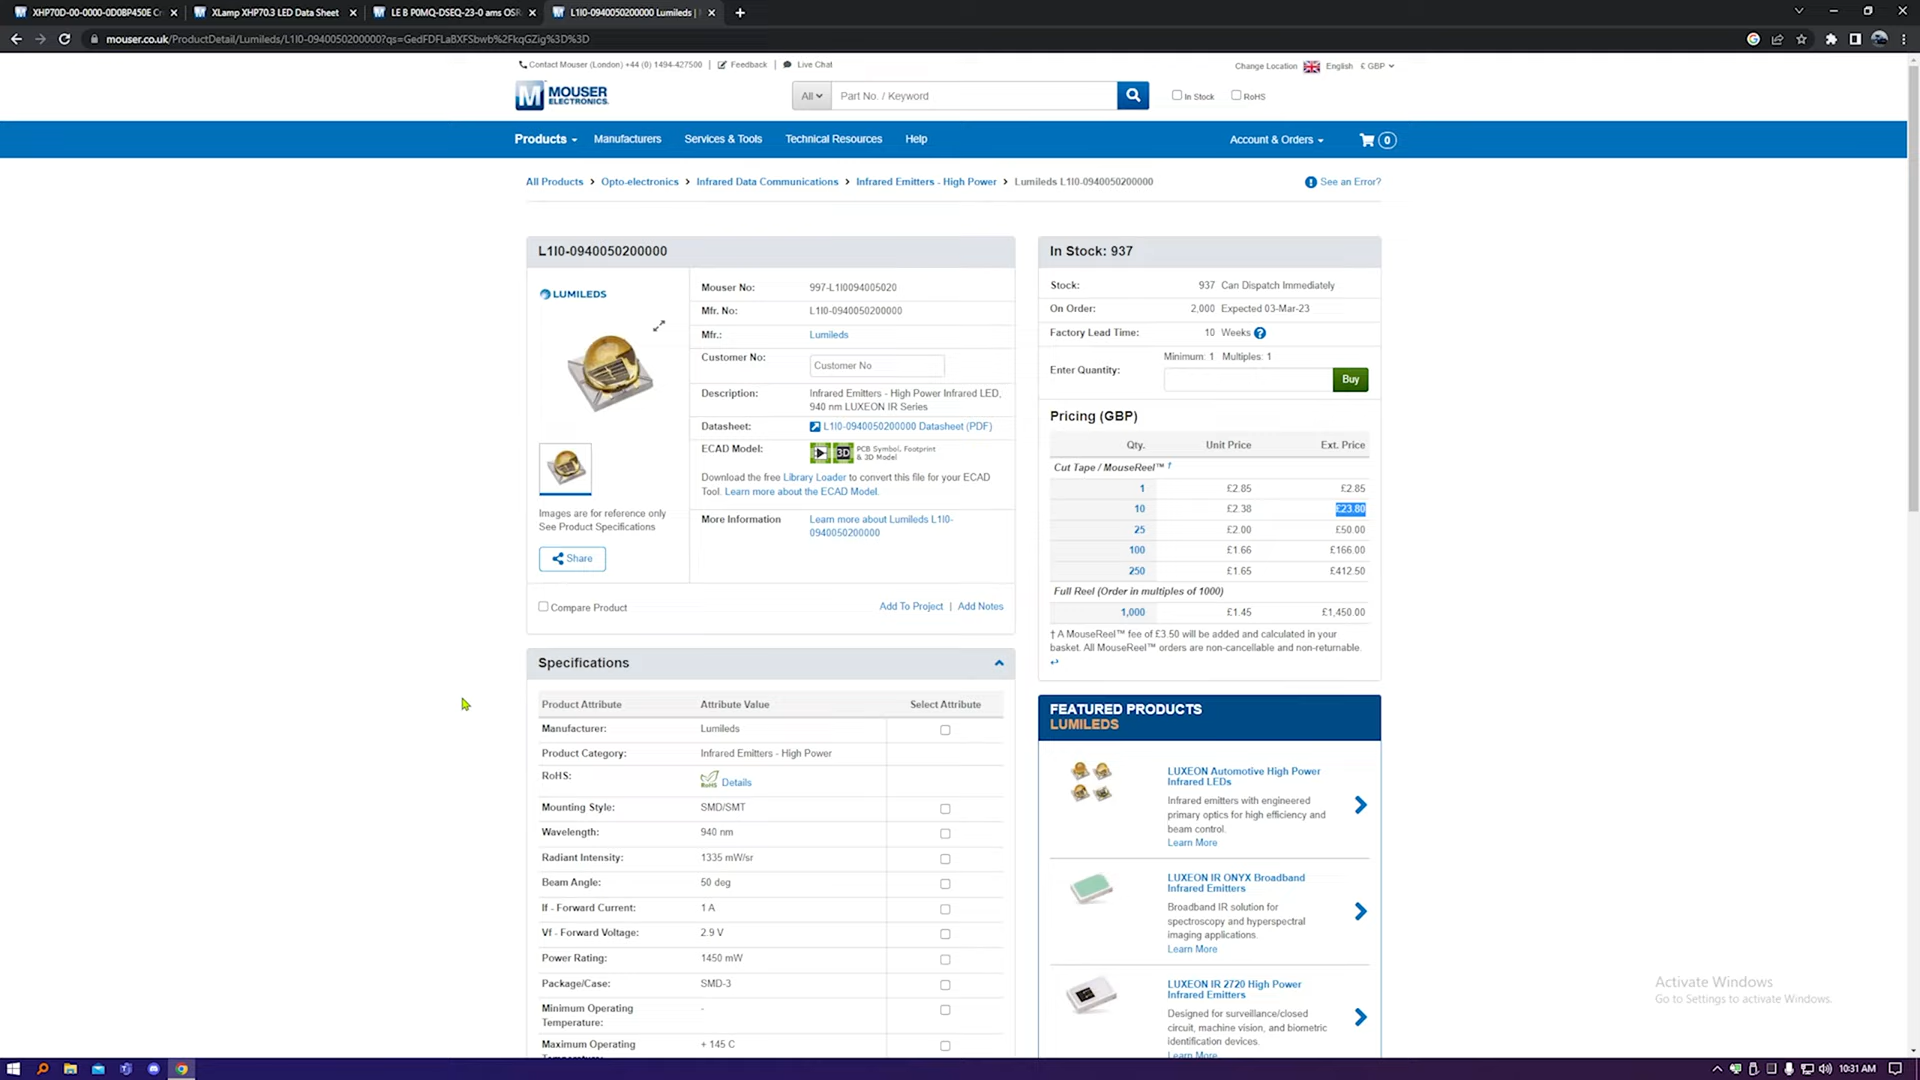 XHP70D-00-0000-0D0BP450E Cr
XLamp XHP70.3 LED Data Sheet
LE B P0MQ-DSEQ-23-0 ams OSR
L1I0-0940050200000 Lumileds |
mouser.co.uk/ProductDetail/Lumileds/L1I0-0940050200000?qs=GedFDFLaBXFSbwb%2FkqGZig%3D%3D
Contact Mouser (London) +44 (0) 1494-427500 | Feedback | Live Chat
Change Location English £ GBP
M MOUSER ELECTRONICS
All Part No. / Keyword In Stock RoHS
Products Manufacturers Services & Tools Technical Resources Help Account & Orders 0
All Products > Opto-electronics > Infrared Data Communications > Infrared Emitters - High Power > Lumileds L1I0-0940050200000
See an Error?
L1I0-0940050200000
LUMILEDS
Images are for reference only
See Product Specifications
Share
Mouser No: 997-L1I0094005020
Mfr. No: L1I0-0940050200000
Mfr.: Lumileds
Customer No: Customer No
Description: Infrared Emitters - High Power Infrared LED,
940 nm LUXEON IR Series
Datasheet: L1I0-0940050200000 Datasheet (PDF)
ECAD Model: 3D PCB Symbol, Footprint
& 3D Model
Download the free Library Loader to convert this file for your ECAD
Tool. Learn more about the ECAD Model.
More Information Learn more about Lumileds L1I0-
0940050200000
Compare Product Add To Project | Add Notes
In Stock: 937
Stock: 937 Can Dispatch Immediately
On Order: 2,000 Expected 03-Mar-23
Factory Lead Time: 10 Weeks ?
Minimum: 1 Multiples: 1
Enter Quantity: Buy
Pricing (GBP)
Qty. Unit Price Ext. Price
Cut Tape / MouseReel™ †
1 £2.85 £2.85
10 £2.38 £23.80
25 £2.00 £50.00
100 £1.66 £166.00
250 £1.65 £412.50
Full Reel (Order in multiples of 1000)
1,000 £1.45 £1,450.00
† A MouseReel™ fee of £3.50 will be added and calculated in your
basket. All MouseReel™ orders are non-cancellable and non-returnable.
Specifications
Product Attribute Attribute Value Select Attribute
Manufacturer: Lumileds
Product Category: Infrared Emitters - High Power
RoHS: RoHS Details
Mounting Style: SMD/SMT
Wavelength: 940 nm
Radiant Intensity: 1335 mW/sr
Beam Angle: 50 deg
If - Forward Current: 1 A
Vf - Forward Voltage: 2.9 V
Power Rating: 1450 mW
Package/Case: SMD-3
Minimum Operating
Temperature: -
Maximum Operating + 145 C
FEATURED PRODUCTS
LUMILEDS
LUXEON Automotive High Power
Infrared LEDs
Infrared emitters with engineered
primary optics for high efficiency and
beam control.
Learn More
LUXEON IR ONYX Broadband
Infrared Emitters
Broadband IR solution for
spectroscopy and hyperspectral
imaging applications.
Learn More
LUXEON IR 2720 High Power
Infrared Emitters
Designed for surveillance/closed
circuit, machine vision, and biometric
identification devices.
Learn More
Activate Windows
Go to Settings to activate Windows.
10:31 AM